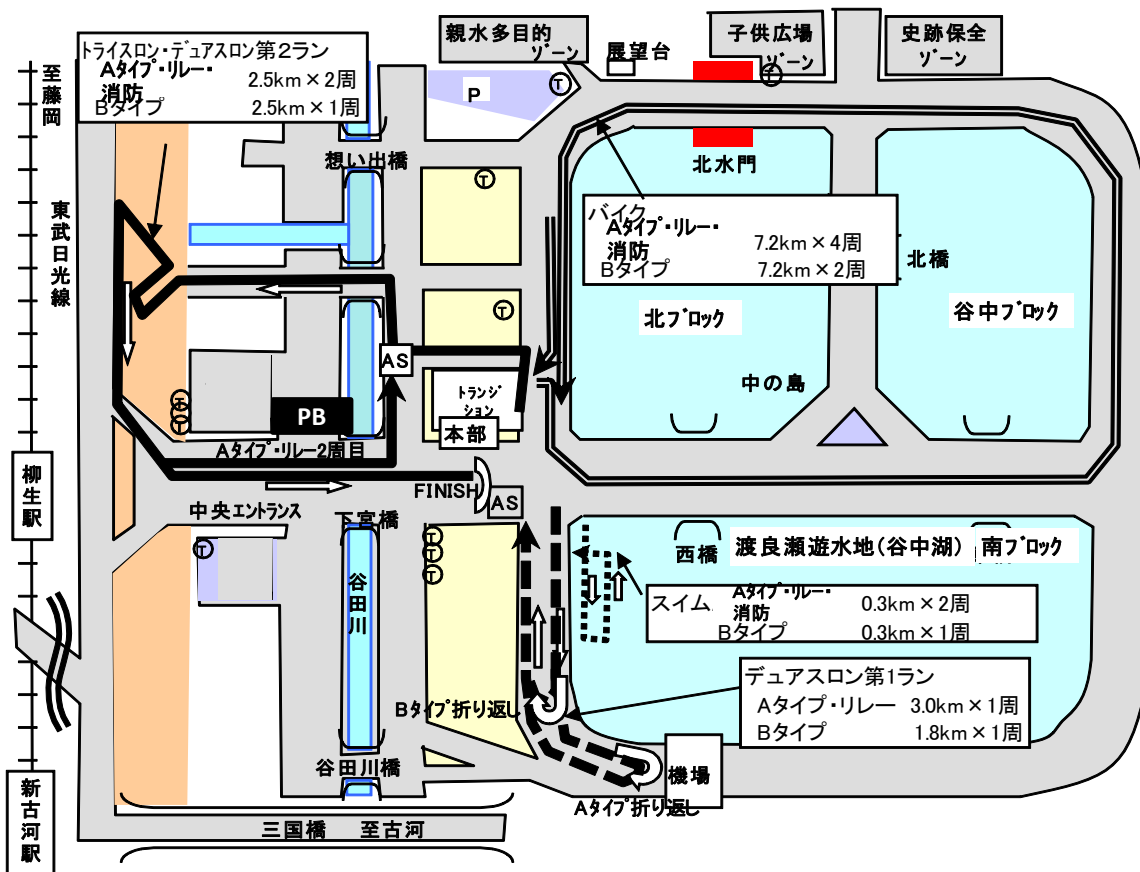 親水多目的
ゾーン
展望台
子供広場
ゾーン
史跡保全
ゾーン
トライスロン・デュアスロン第2ラン
Aタイプ・リレー・
消防
2.5km×2周
Bタイプ
2.5km×1周
至藤岡
P
T
T
想い出橋
北水門
T
東武日光線
バイク
Aタイプ・リレー・
消防
7.2km×4周
Bタイプ
7.2km×2周
北橋
T
北ブロック
谷中ブロック
AS
トランジ
ション
中の島
T
T
T
PB
本部
Aタイプ・リレー2周目
柳生駅
FINISH
AS
中央エントランス
下宮橋
T
T
T
T
西橋
渡良瀬遊水地(谷中湖)
南ブロック
谷田川
スイム
Aタイプ・リレー・
消防
0.3km×2周
Bタイプ
0.3km×1周
デュアスロン第1ラン
Aタイプ・リレー
3.0km×1周
Bタイプ
1.8km×1周
Bタイプ折り返し
谷田川橋
機場
Aタイプ折り返し
新古河駅
三国橋
至古河